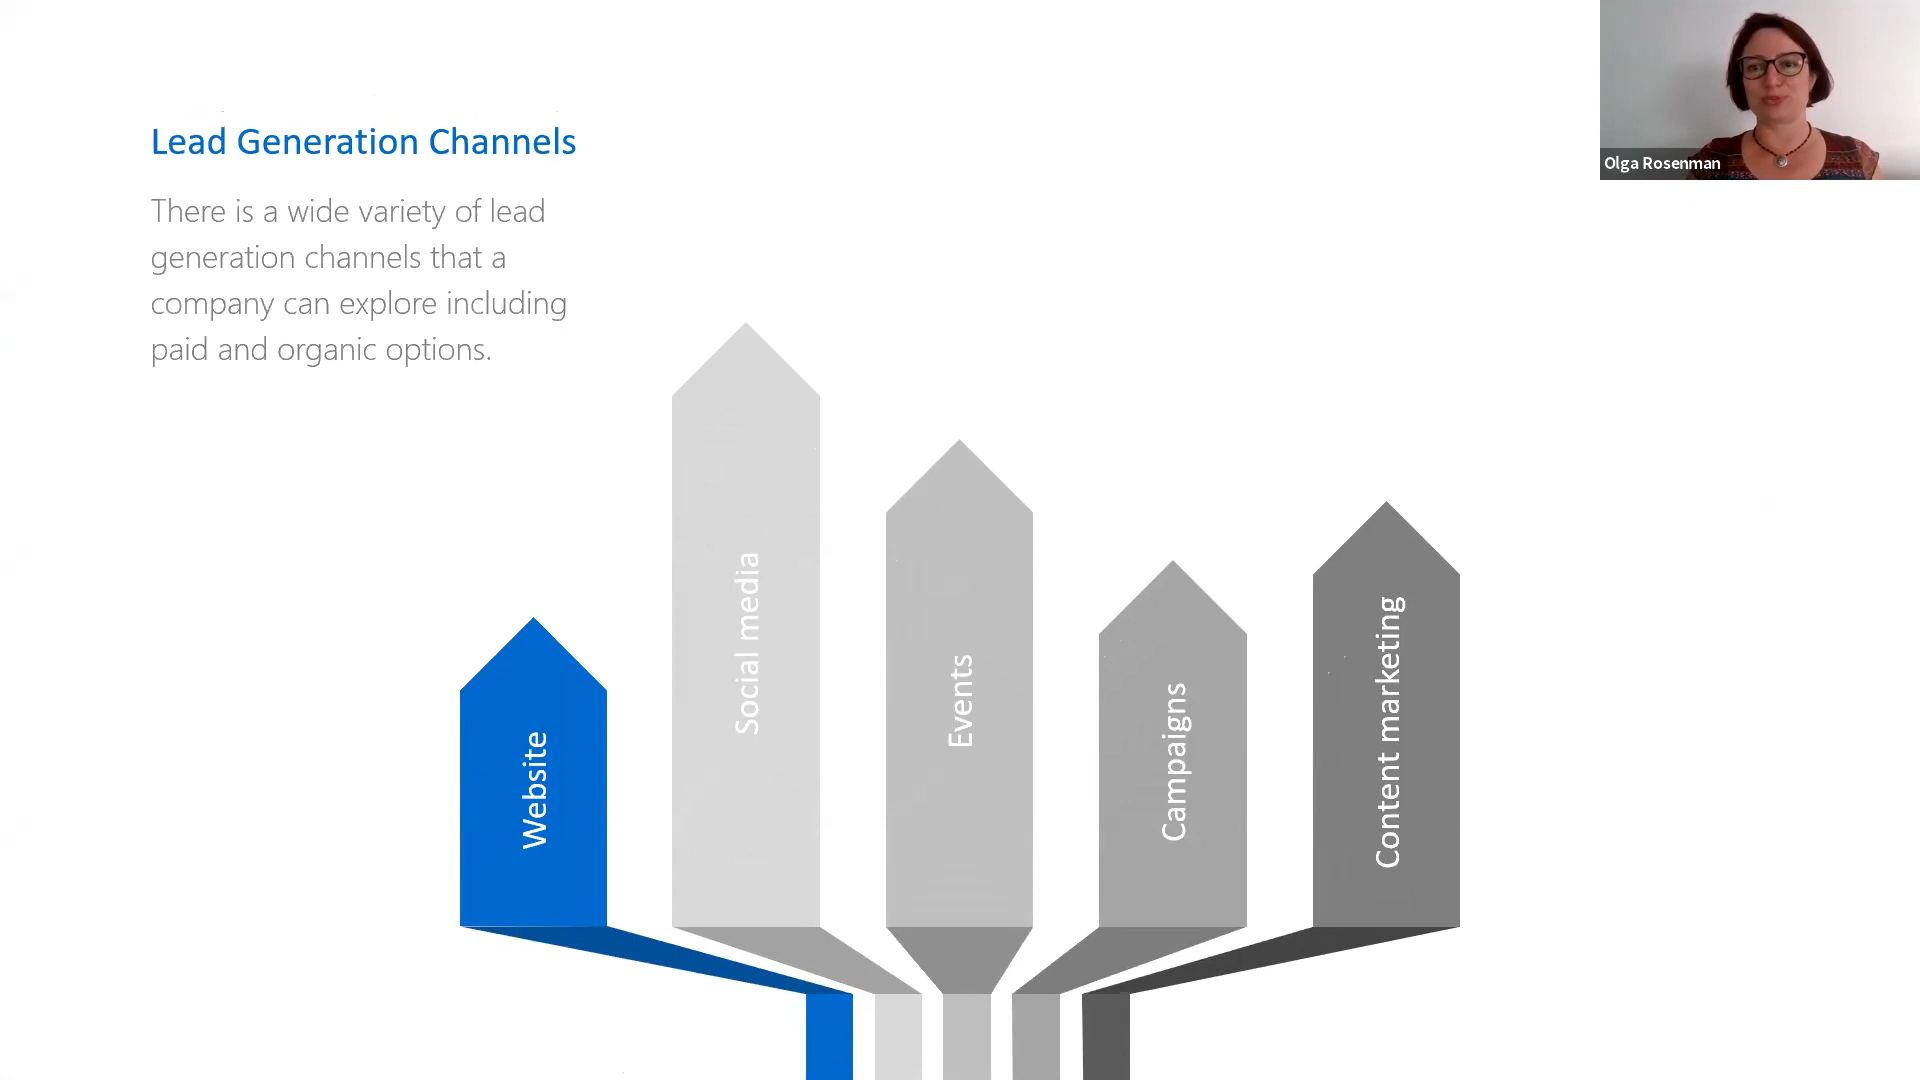 Lead Generation Channels
There is a wide variety of lead
generation channels that a
company can explore including
paid and organic options.
Olga Rosenman
Website
Social media
Events
Campaigns
Content marketing